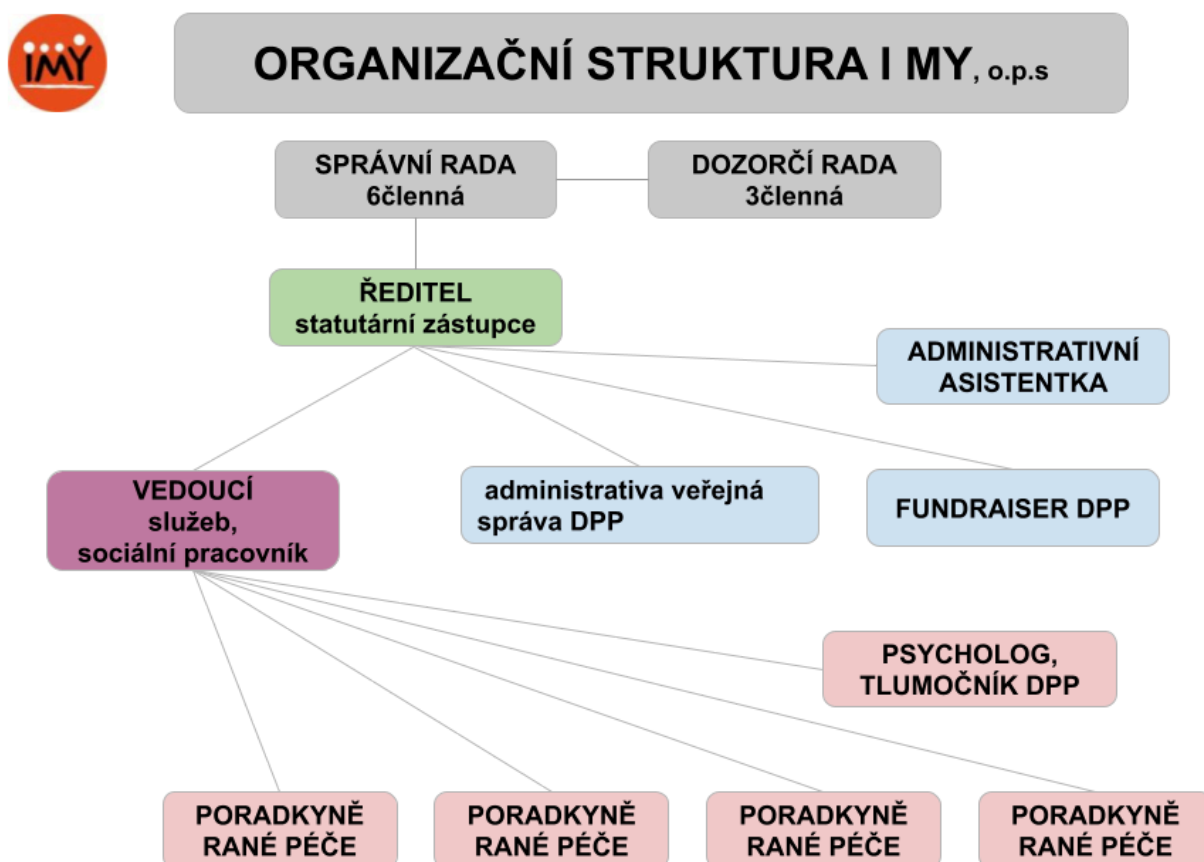 iMY
ORGANIZAČNÍ STRUKTURA I MY, o.p.s
SPRÁVNÍ RADA
6členná
DOZORČÍ RADA
3členná
ŘEDITEL
statutární zástupce
ADMINISTRATIVNÍ
ASISTENTKA
VEDOUCÍ
služeb,
sociální pracovník
administrativa veřejná
správa DPP
FUNDRAISER DPP
PSYCHOLOG,
TLUMOČNÍK DPP
PORADKYNĚ
RANÉ PÉČE
PORADKYNĚ
RANÉ PÉČE
PORADKYNĚ
RANÉ PÉČE
PORADKYNĚ
RANÉ PÉČE